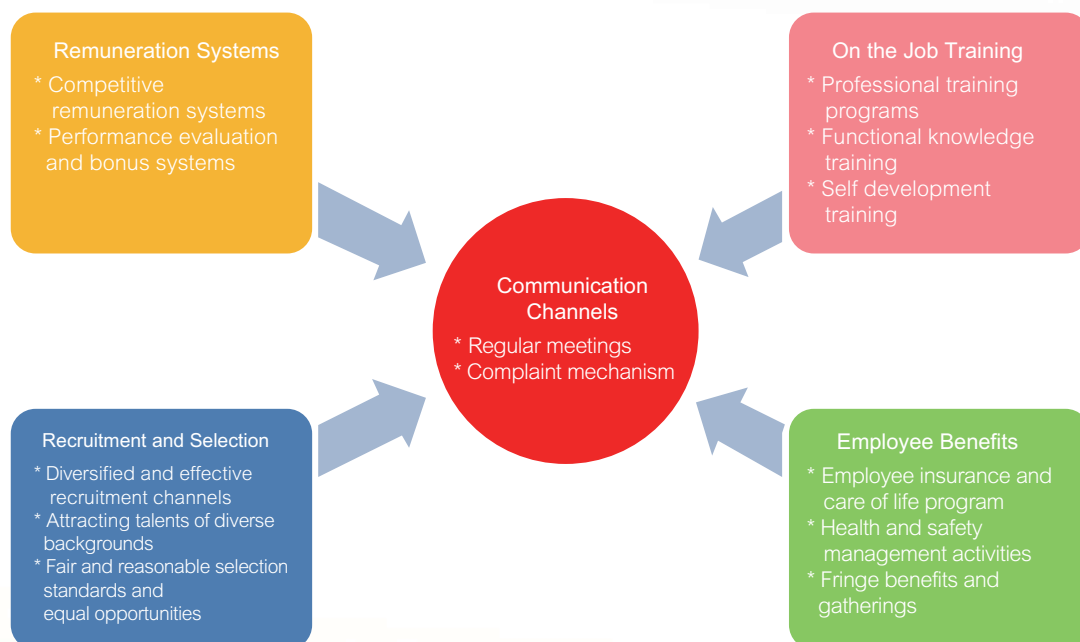 Remuneration Systems
* Competitive
remuneration systems
* Performance evaluation
and bonus systems
On the Job Training
* Professional training
programs
* Functional knowledge
training
* Self development
training
Communication
Channels
* Regular meetings
* Complaint mechanism
Recruitment and Selection
* Diversified and effective
recruitment channels
* Attracting talents of diverse
backgrounds
* Fair and reasonable selection
standards and
equal opportunities
Employee Benefits
* Employee insurance and
care of life program
* Health and safety
management activities
* Fringe benefits and
gatherings